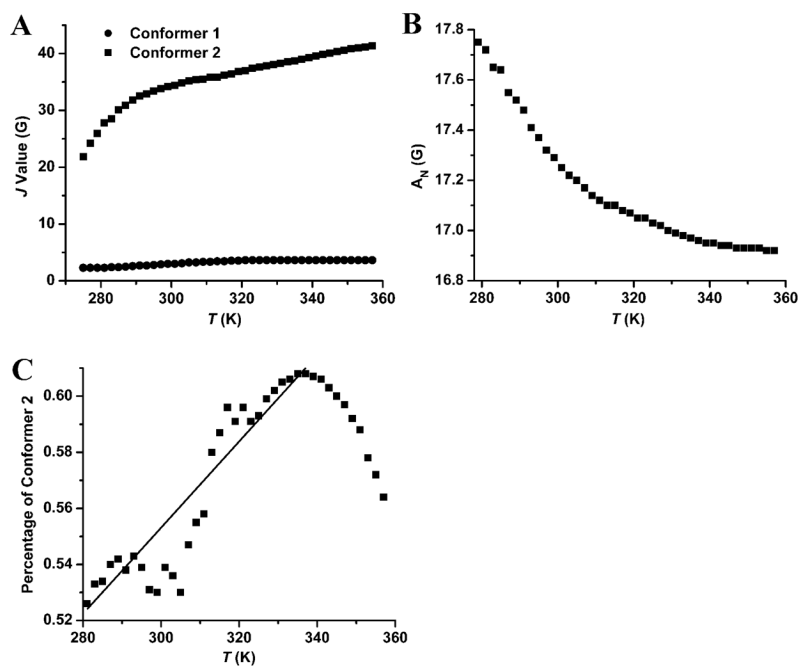 A
Conformer 1
Conformer 2
40
30
20
10
0
J Value (G)
280 300 320 340 360
T (K)
B
17.8
17.6
17.4
17.2
17.0
16.8
A_N (G)
280 300 320 340 360
T (K)
C
0.60
0.58
0.56
0.54
0.52
Percentage of Conformer 2
280 300 320 340 360
T (K)